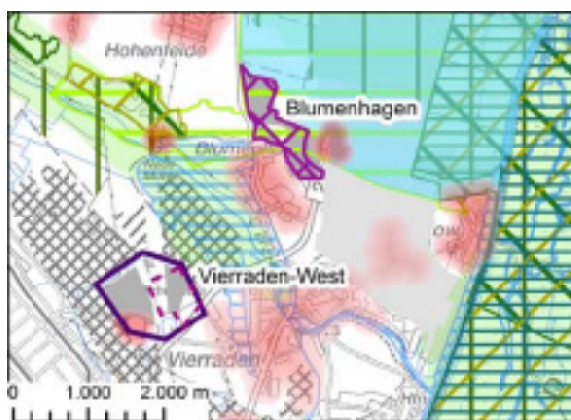 Hohenfelde
Blumenhagen
Vierraden-West
Vierraden
0 1.000 2.000 m